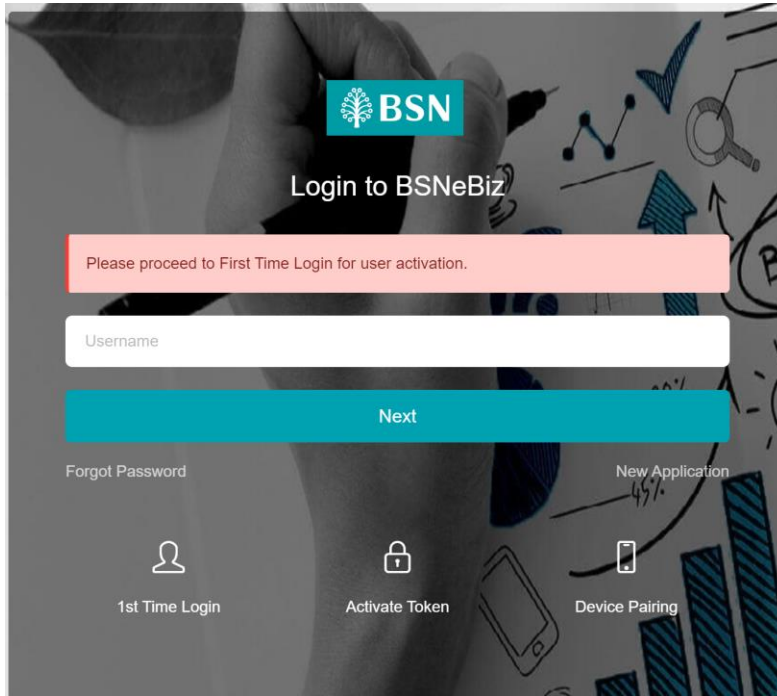 BSN
Login to BSNeBiz
Please proceed to First Time Login for user activation.
Username
Next
Forgot Password
New Application
45%
1st Time Login
Activate Token
Device Pairing